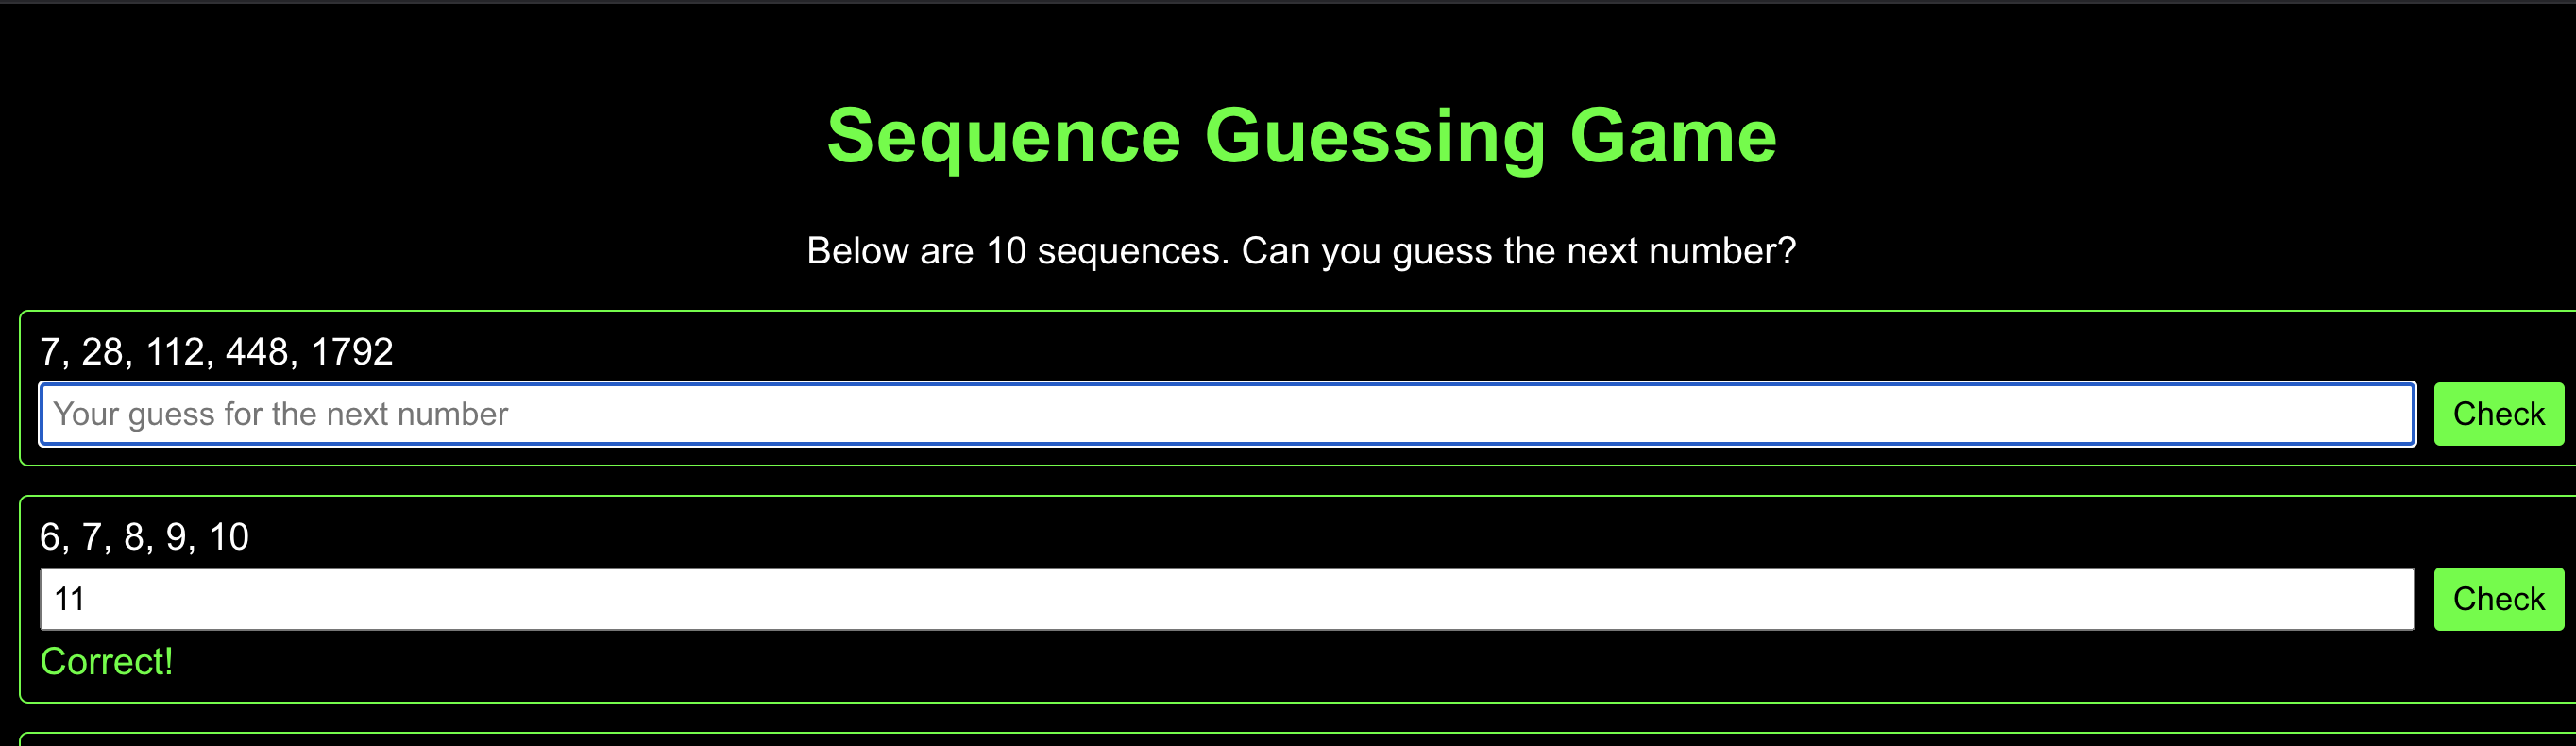 Sequence Guessing Game
Below are 10 sequences. Can you guess the next number?
7, 28, 112, 448, 1792
Your guess for the next number
Check
6, 7, 8, 9, 10
11
Check
Correct!